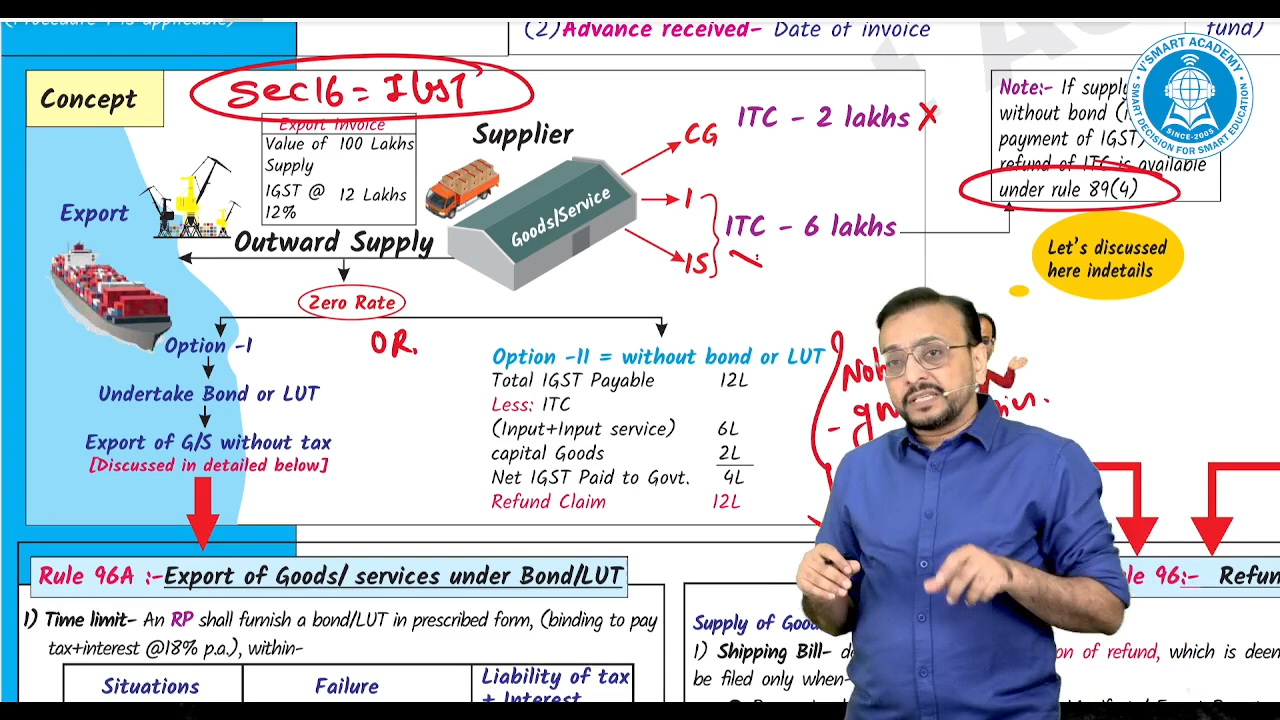 (2)Advance received- Date of invoice
fund)
Concept
Sec 16 = IGST
Export Invoice
Value of Supply 100 Lakhs
IGST @ 12% 12 Lakhs
Supplier
Goods/Service
CG
I
IS
ITC - 2 lakhs X
ITC - 6 lakhs
Note:- If supply
without bond (
payment of IGST)
refund of ITC is available
under rule 89(4)
V'SMART ACADEMY
SMART DECISION FOR SMART EDUCATION
SINCE-2005
Let's discussed
here indetails
Export
Outward Supply
Zero Rate
OR.
Option -I
Undertake Bond or LUT
Export of G/S without tax
[Discussed in detailed below]
Option -II = without bond or LUT
Total IGST Payable 12L
Less: ITC
(Input+Input service) 6L
capital Goods 2L
Net IGST Paid to Govt. 4L
Refund Claim 12L
Rule 96A :-Export of Goods/ services under Bond/LUT
1) Time limit- An RP shall furnish a bond/LUT in prescribed form, (binding to pay
tax+interest @18% p.a.), within-
Situations
Failure
Liability of tax
+ Interest
96:- Refun
Supply of Goo
1) Shipping Bill- d
on of refund, which is deem
be filed only when-